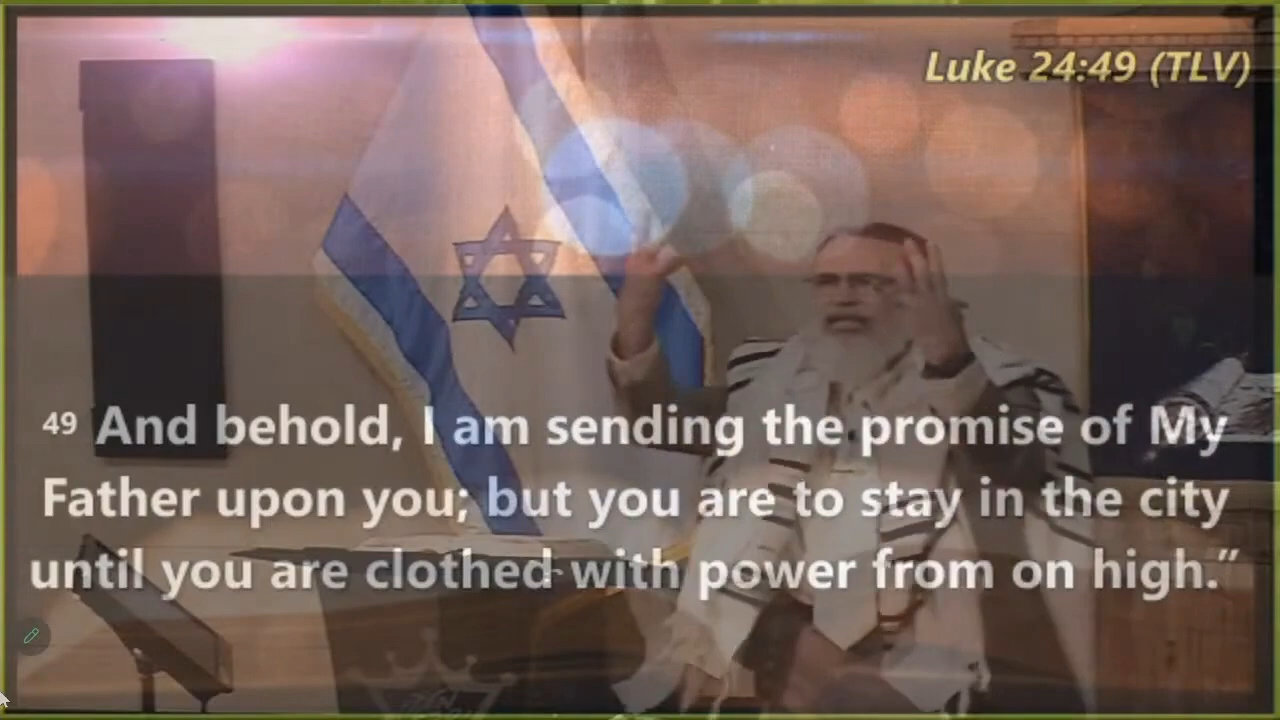 Luke 24:49 (TLV)
49 And behold, I am sending the promise of My
Father upon you; but you are to stay in the city
until you are clothed with power from on high.”